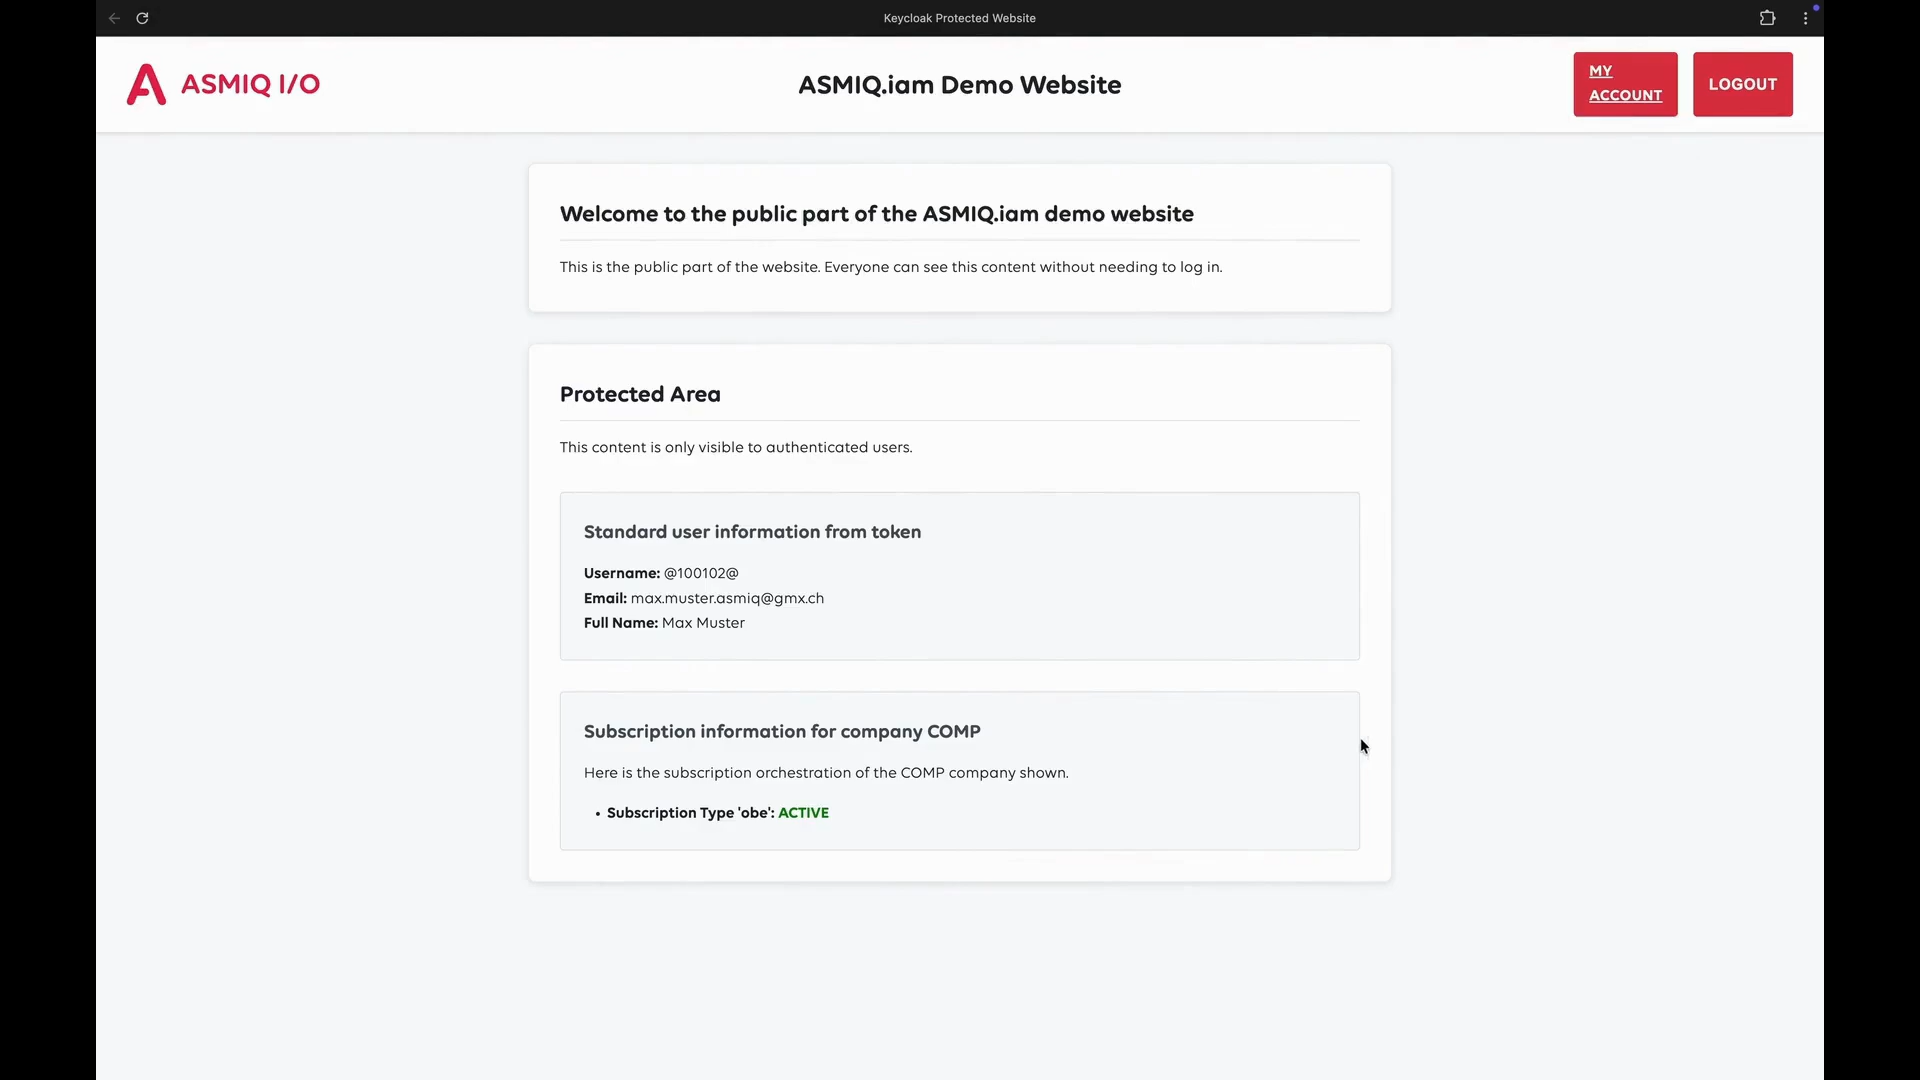 Keycloak Protected Website
ASMIQ I/O
ASMIQ.iam Demo Website
MY
ACCOUNT
LOGOUT
Welcome to the public part of the ASMIQ.iam demo website
This is the public part of the website. Everyone can see this content without needing to log in.
Protected Area
This content is only visible to authenticated users.
Standard user information from token
Username: @100102@
Email: max.muster.asmiq@gmx.ch
Full Name: Max Muster
Subscription information for company COMP
Here is the subscription orchestration of the COMP company shown.
• Subscription Type 'obe': ACTIVE